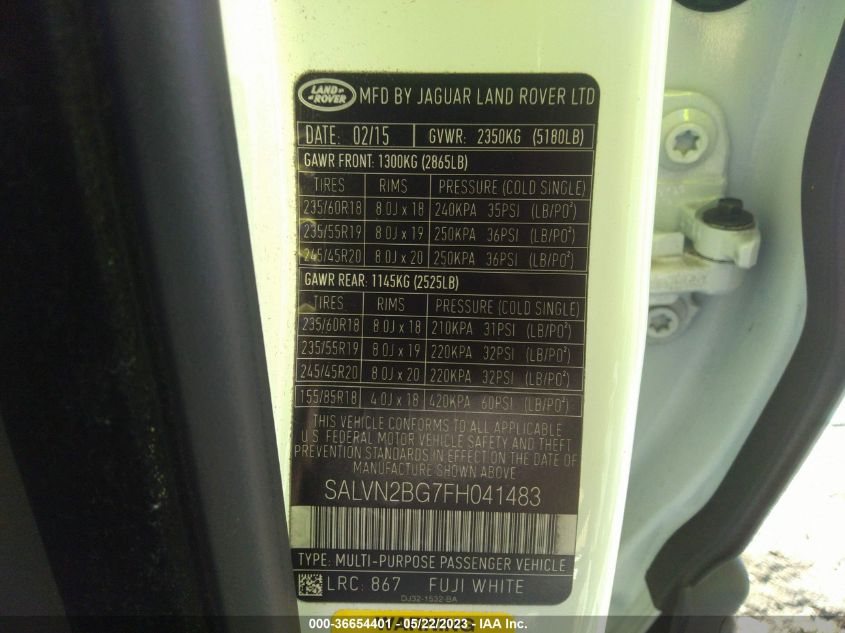 LAND ROVER MFD BY JAGUAR LAND ROVER LTD
DATE: 02/15 GVWR: 2350KG (5180LB)
GAWR FRONT: 1300KG (2865LB)
TIRES RIMS PRESSURE (COLD SINGLE)
235/60R18 8.0J x 18 240KPA 35PSI (LB/PO²)
235/55R19 8.0J x 19 250KPA 36PSI (LB/PO²)
245/45R20 8.0J x 20 250KPA 36PSI (LB/PO²)
GAWR REAR: 1145KG (2525LB)
TIRES RIMS PRESSURE (COLD SINGLE)
235/60R18 8.0J x 18 210KPA 31PSI (LB/PO²)
235/55R19 8.0J x 19 220KPA 32PSI (LB/PO²)
245/45R20 8.0J x 20 220KPA 32PSI (LB/PO²)
155/85R18 4.0J x 18 420KPA 60PSI (LB/PO²)
THIS VEHICLE CONFORMS TO ALL APPLICABLE
U.S. FEDERAL MOTOR VEHICLE SAFETY AND THEFT
PREVENTION STANDARDS IN EFFECT ON THE DATE
OF MANUFACTURE SHOWN ABOVE
SALVN2BG7FH041483
TYPE: MULTI-PURPOSE PASSENGER VEHICLE
LRC: 867 FUJI WHITE
DJ32-1532-BA
WARNING
000-36654401 - 05/22/2023 - IAA Inc.